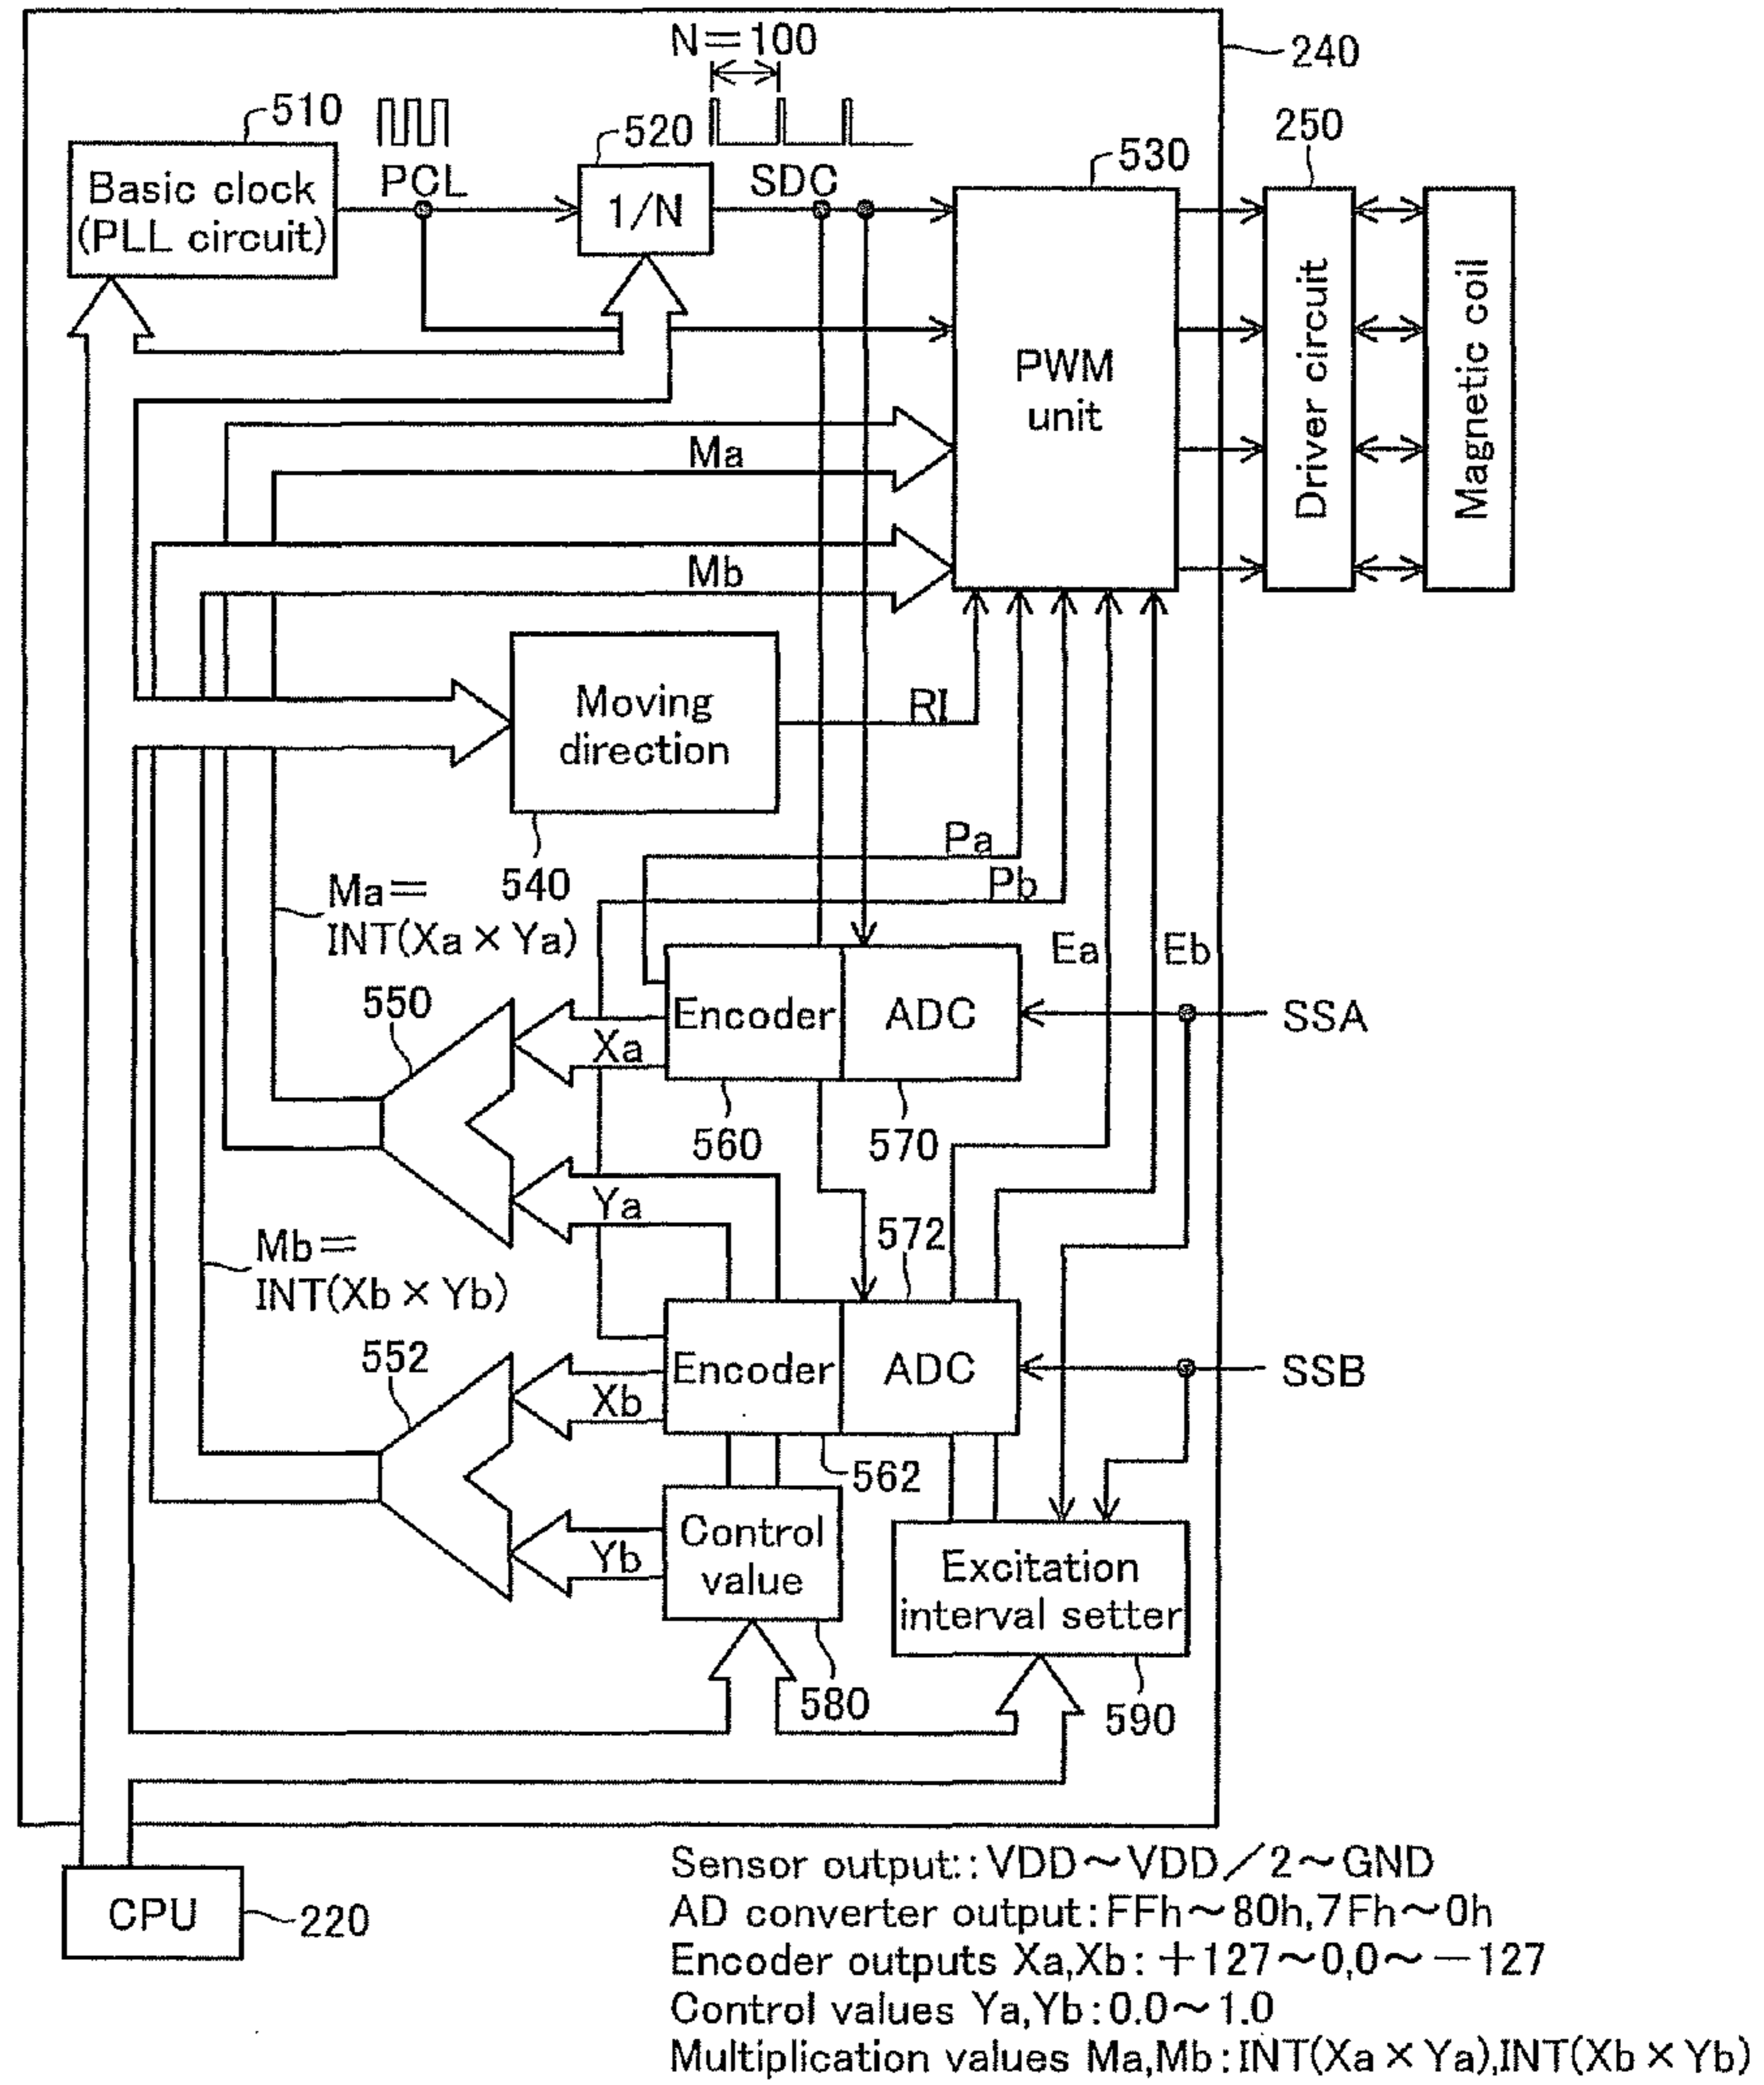 N=100
240
510
PCL
520
SDC
530
250
Basic clock
(PLL circuit)
1/N
PWM
unit
Driver circuit
Magnetic coil
Ma
Mb
Moving
direction
RI
540
Pa
Pb
Ma=
INT(Xa×Ya)
Ea
Eb
550
Encoder
ADC
SSA
Xa
560
570
Ya
572
Mb=
INT(Xb×Yb)
552
Encoder
ADC
SSB
Xb
562
Control
value
Yb
Excitation
interval setter
580
590
CPU
220
Sensor output::VDD~VDD/2~GND
AD converter output:FFh~80h,7Fh~0h
Encoder outputs Xa,Xb:+127~0,0~-127
Control values Ya,Yb:0.0~1.0
Multiplication values Ma,Mb:INT(Xa×Ya),INT(Xb×Yb)